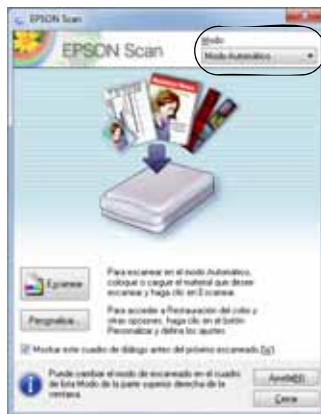 EPSON Scan
EPSON Scan
Modo:
Modo Automático
Escanear
Para escanear en el modo Automático,
coloque o cargue el material que desee
escanear y haga clic en Escanear.
Personalizar...
Para acceder a Restauración del color y
otras opciones, haga clic en el botón
Personalizar y defina los ajustes.
Mostrar este cuadro de diálogo antes del próximo escaneado.
Puede cambiar el modo de escaneado en el cuadro
de lista Modo de la parte superior derecha de la
ventana.
Ayuda(H)
Cerrar